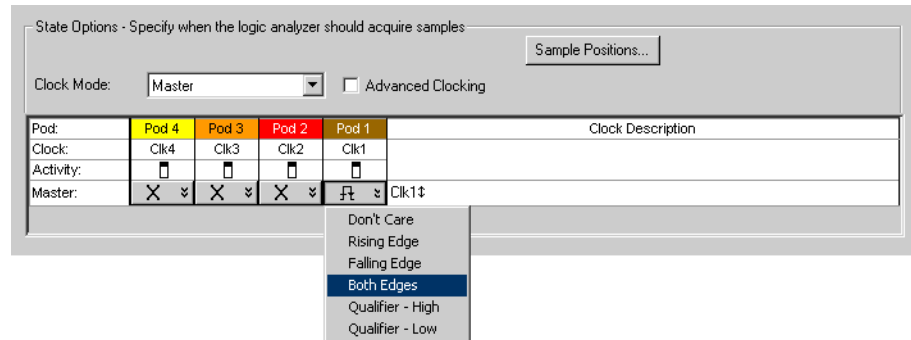 State Options - Specify when the logic analyzer should acquire samples
Sample Positions...
Clock Mode: Master Advanced Clocking
Pod: Pod 4 Pod 3 Pod 2 Pod 1 Clock Description
Clock: Clk4 Clk3 Clk2 Clk1
Activity:
Master: X X X Clk1↕
Don't Care
Rising Edge
Falling Edge
Both Edges
Qualifier - High
Qualifier - Low